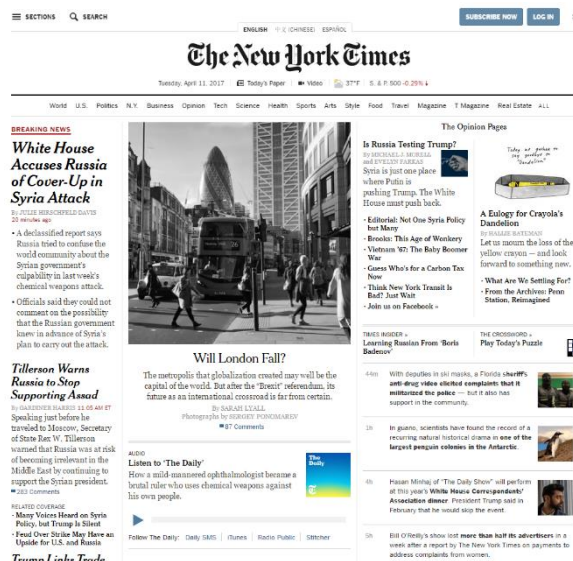 SECTIONS
SEARCH
SUBSCRIBE NOW
LOG IN
ENGLISH
(CHINESE)
ESPAÑOL
The New York Times
Tuesday, April 11, 2017
Today's Paper
Video
37°F
S. & P. 500 -0.25%
World U.S. Politics N.Y. Business Opinion Tech Science Health Sports Arts Style Food Travel Magazine T Magazine Real Estate ALL
BREAKING NEWS
White House
Accuses Russia
of Cover-Up in
Syria Attack
By JULIE HIRSCHFELD DAVIS
20 minutes ago
• A declassified report says
Russia tried to confuse the
world community about the
Syrian government's
culpability in last week's
chemical weapons attack.
• Officials said they could not
comment on the possibility
that the Russian government
knew in advance of Syria's
plan to carry out the attack.
Tillerson Warns
Russia to Stop
Supporting Assad
By GARDINER HARRIS 11:05 AM ET
Speaking just before he
traveled to Moscow, Secretary
of State Rex W. Tillerson
warned that Russia was at risk
of becoming irrelevant in the
Middle East by continuing to
support the Syrian president.
283 Comments
RELATED COVERAGE
• Many Voices Heard on Syria
Policy, but Trump Is Silent
• Feud Over Strike May Have an
Upside for U.S. and Russia
Trump Links Trade
Will London Fall?
The metropolis that globalization created may well be the
capital of the world. But after the "Brexit" referendum, its
future as an international crossroad is far from certain.
By SARAH LYALL
Photographs by SERGEY PONOMAREV
87 Comments
AUDIO
Listen to 'The Daily'
How a mild-mannered ophthalmologist became a
brutal ruler who uses chemical weapons against
his own people.
The
Daily
Follow The Daily: Daily SMS | iTunes | Radio Public | Stitcher
The Opinion Pages
Is Russia Testing Trump?
By MICHAEL J. MORELL
and EVELYN FARKAS
Syria is just one place
where Putin is
pushing Trump. The White
House must push back.
• Editorial: Not One Syria Policy
but Many
• Brooks: This Age of Wonkery
• Vietnam '67: The Baby Boomer
War
• Guess Who's for a Carbon Tax
Now
• Think New York Transit Is
Bad? Just Wait
• Join us on Facebook »
A Eulogy for Crayola's
Dandelion
By HALLIE BATEMAN
Let us mourn the loss of the
yellow crayon — and look
forward to something new.
• What Are We Settling For?
• From the Archives: Penn
Station, Reimagined
TIMES INSIDER »
Learning Russian From 'Boris
Badenov'
THE CROSSWORD »
Play Today's Puzzle
44m
With deputies in ski masks, a Florida sheriff's
anti-drug video elicited complaints that it
militarized the police — but it also has
support in the community.
1h
In guano, scientists have found the record of a
recurring natural historical drama in one of the
largest penguin colonies in the Antarctic.
4h
Hasan Minhaj of "The Daily Show" will perform
at this year's White House Correspondents'
Association dinner. President Trump said in
February that he would skip the event.
5h
Bill O'Reilly's show lost more than half its advertisers in a
week after a report by The New York Times on payments to
address complaints from women.